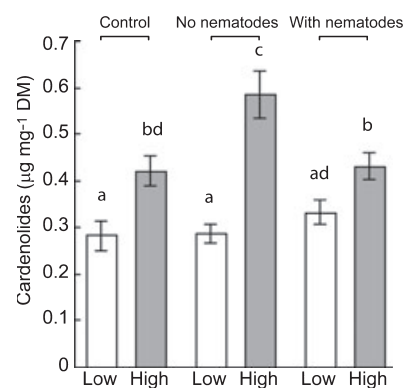 Control No nematodes With nematodes
Cardenolides (µg mg⁻¹ DM)
0.7
0.6
0.5
0.4
0.3
0.2
0.1
0
a bd a c ad b
Low High Low High Low High